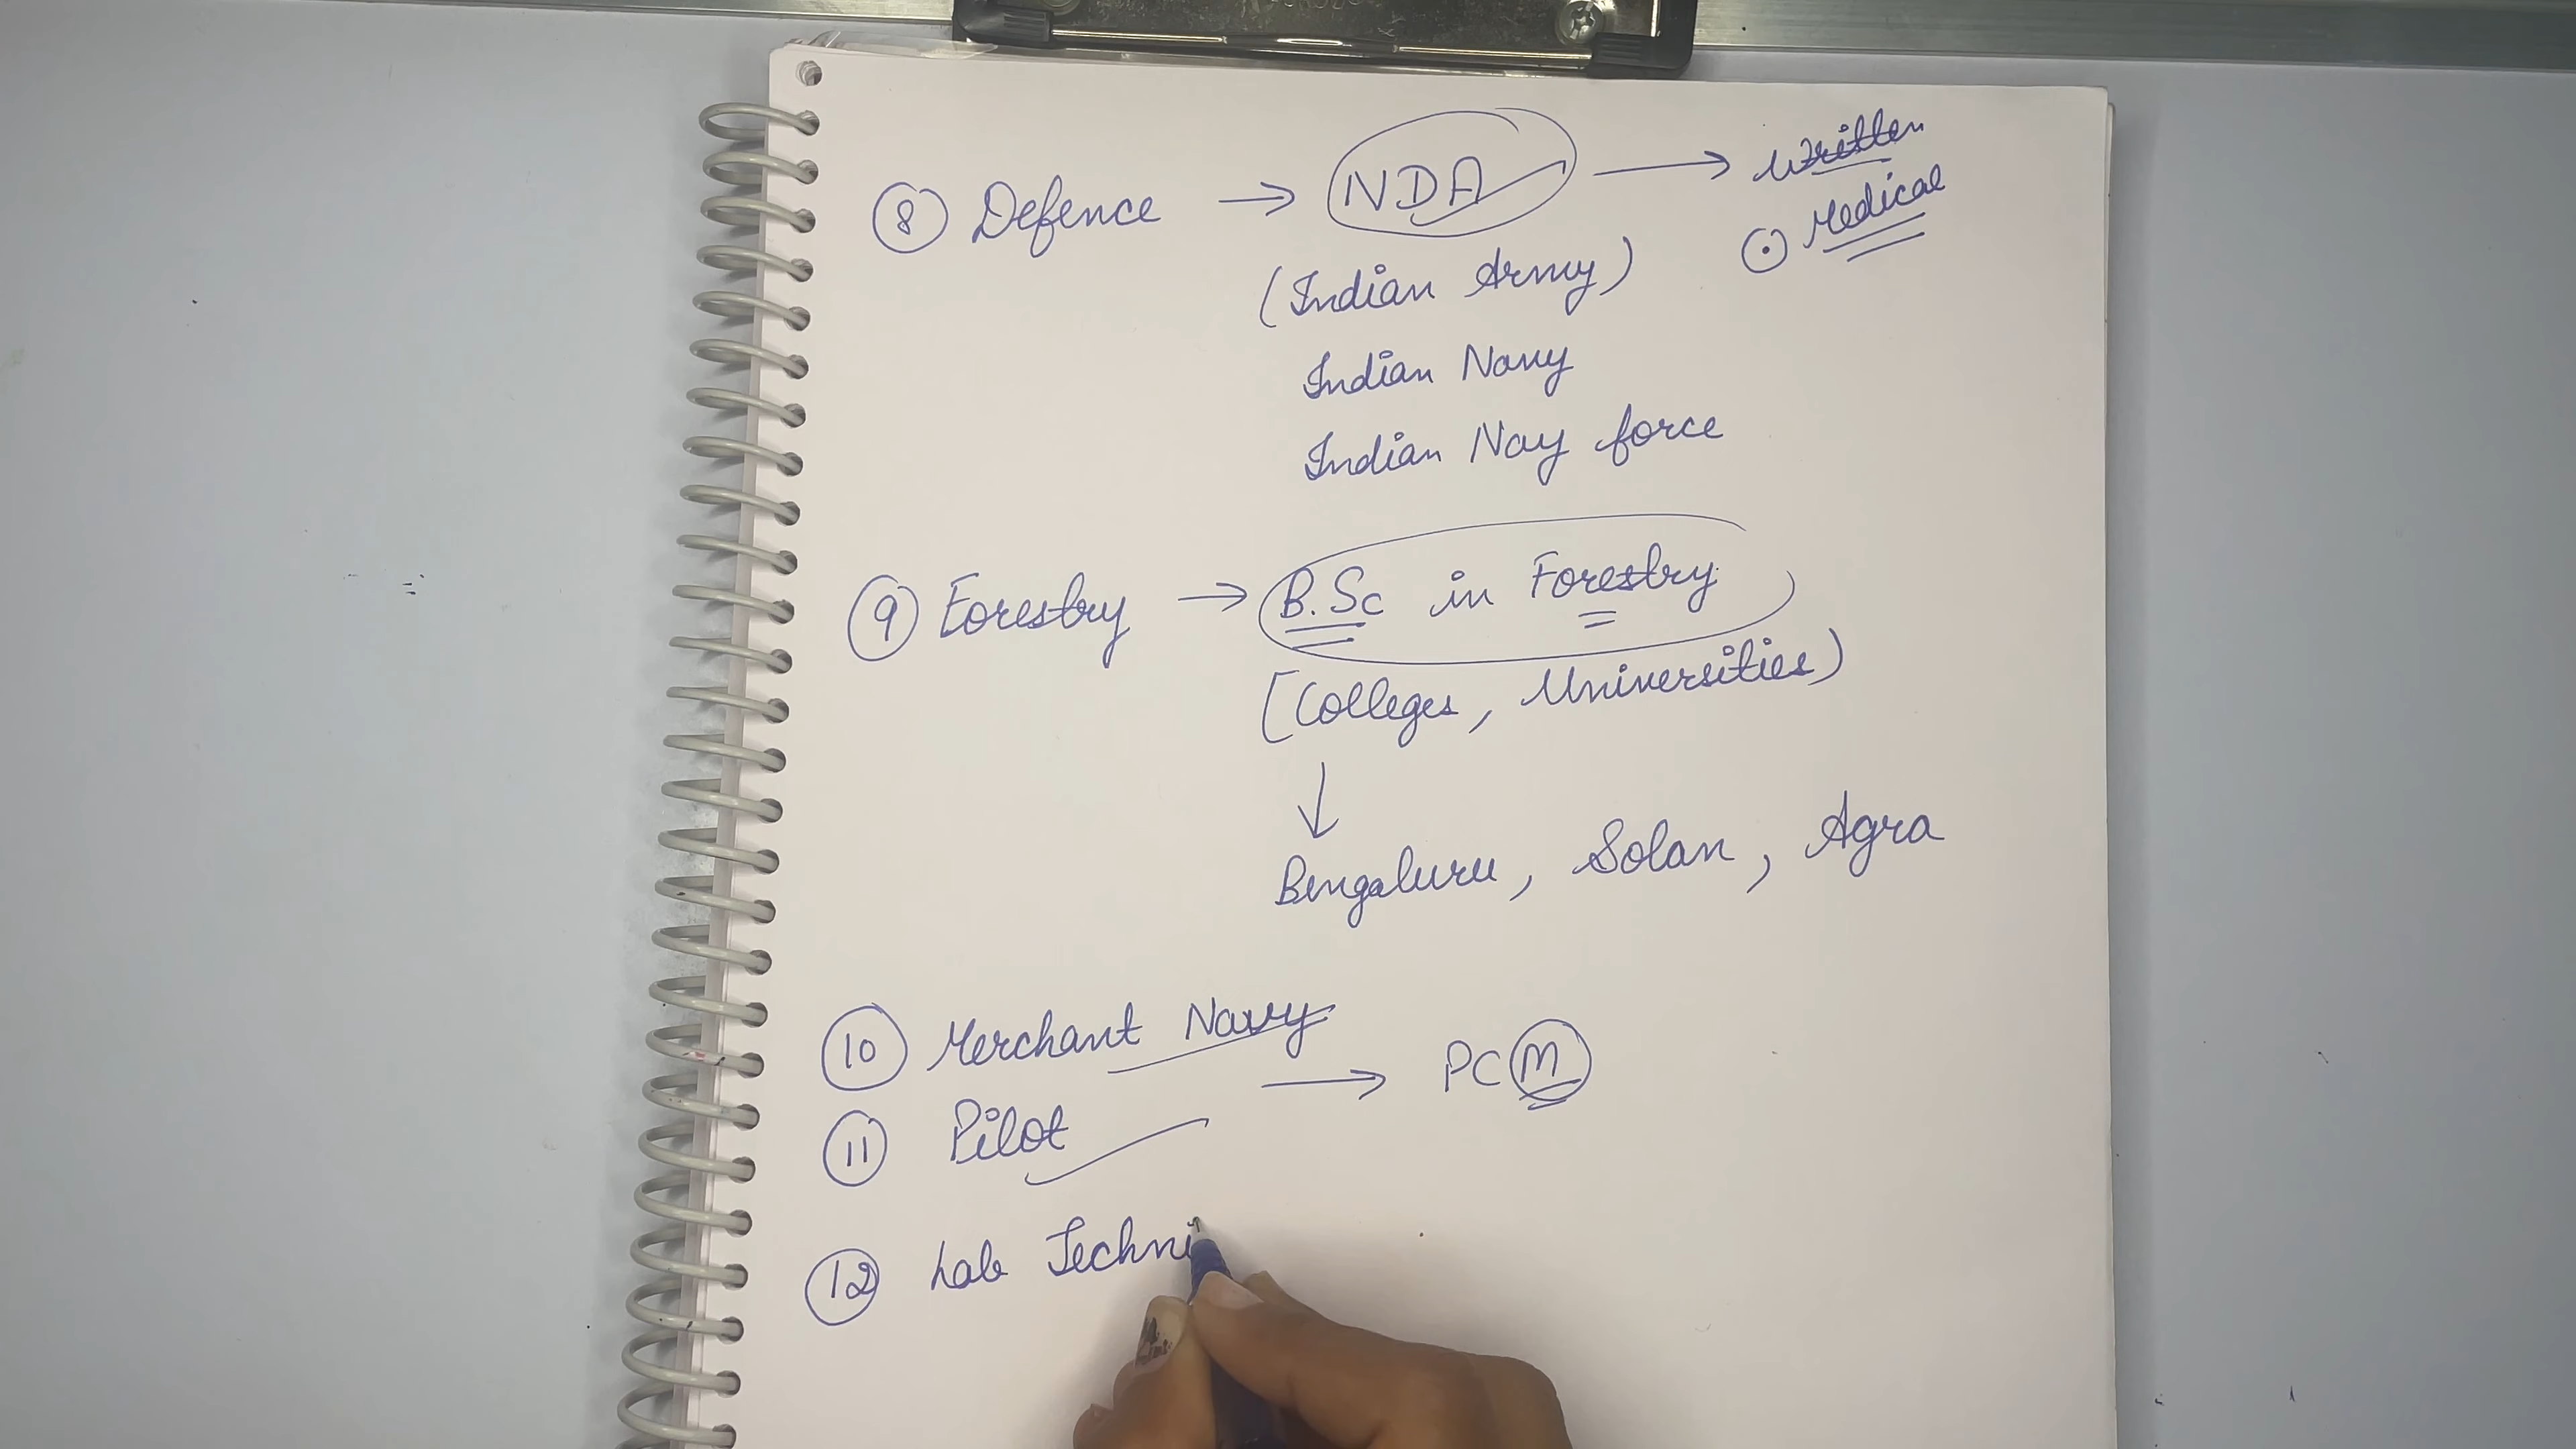 ⑧ Defence → NDA → Written
⊙ Medical
(Indian Army)
Indian Navy
Indian Nay force
⑨ Forestry → B.Sc in Forestry
[Colleges, Universities)
↓
Bengaluru, Solan, Agra
⑩ Merchant Navy
→ PCM
⑪ Pilot
⑫ Lab Techni